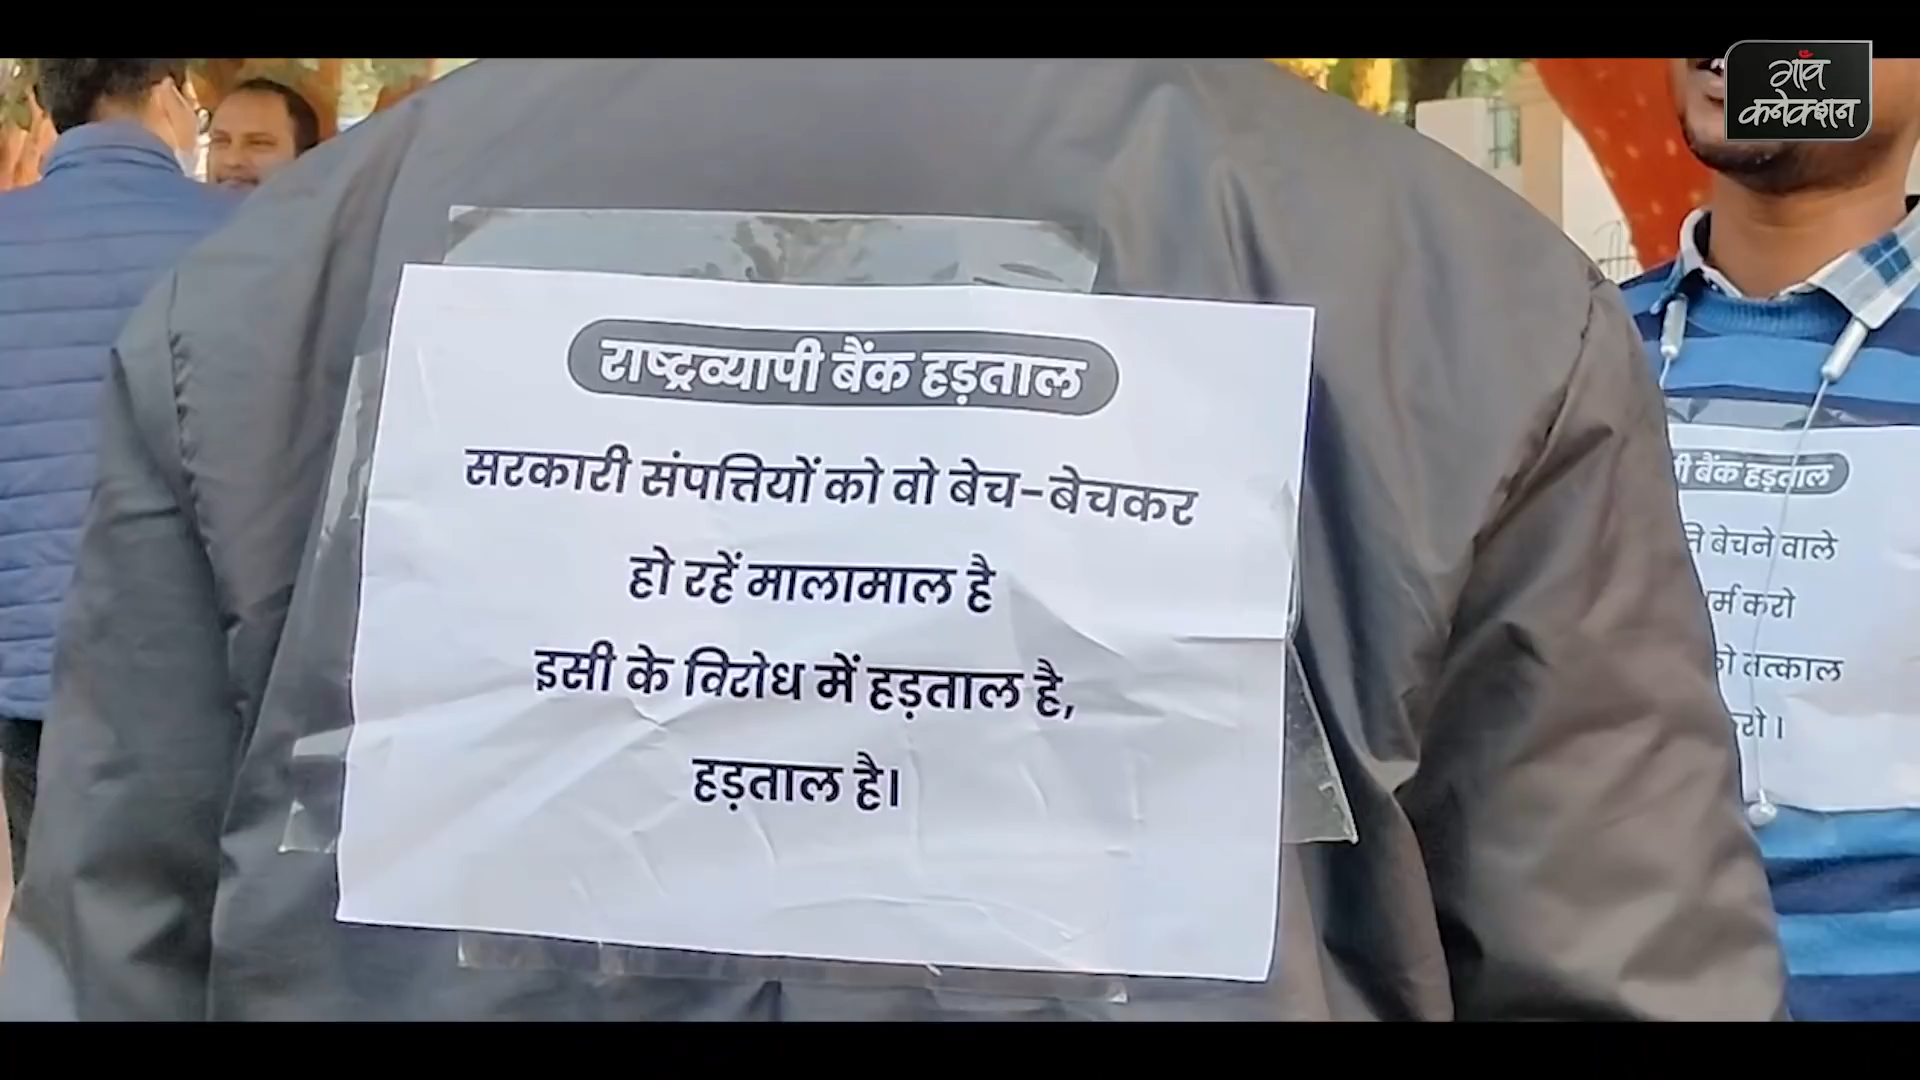 गाँव
कनेक्शन
राष्ट्रव्यापी बैंक हड़ताल
सरकारी संपत्तियों को वो बेच-बेचकर
हो रहें मालामाल है
इसी के विरोध में हड़ताल है,
हड़ताल है।
बैंक हड़ताल
बेचने वाले
करो
तत्काल